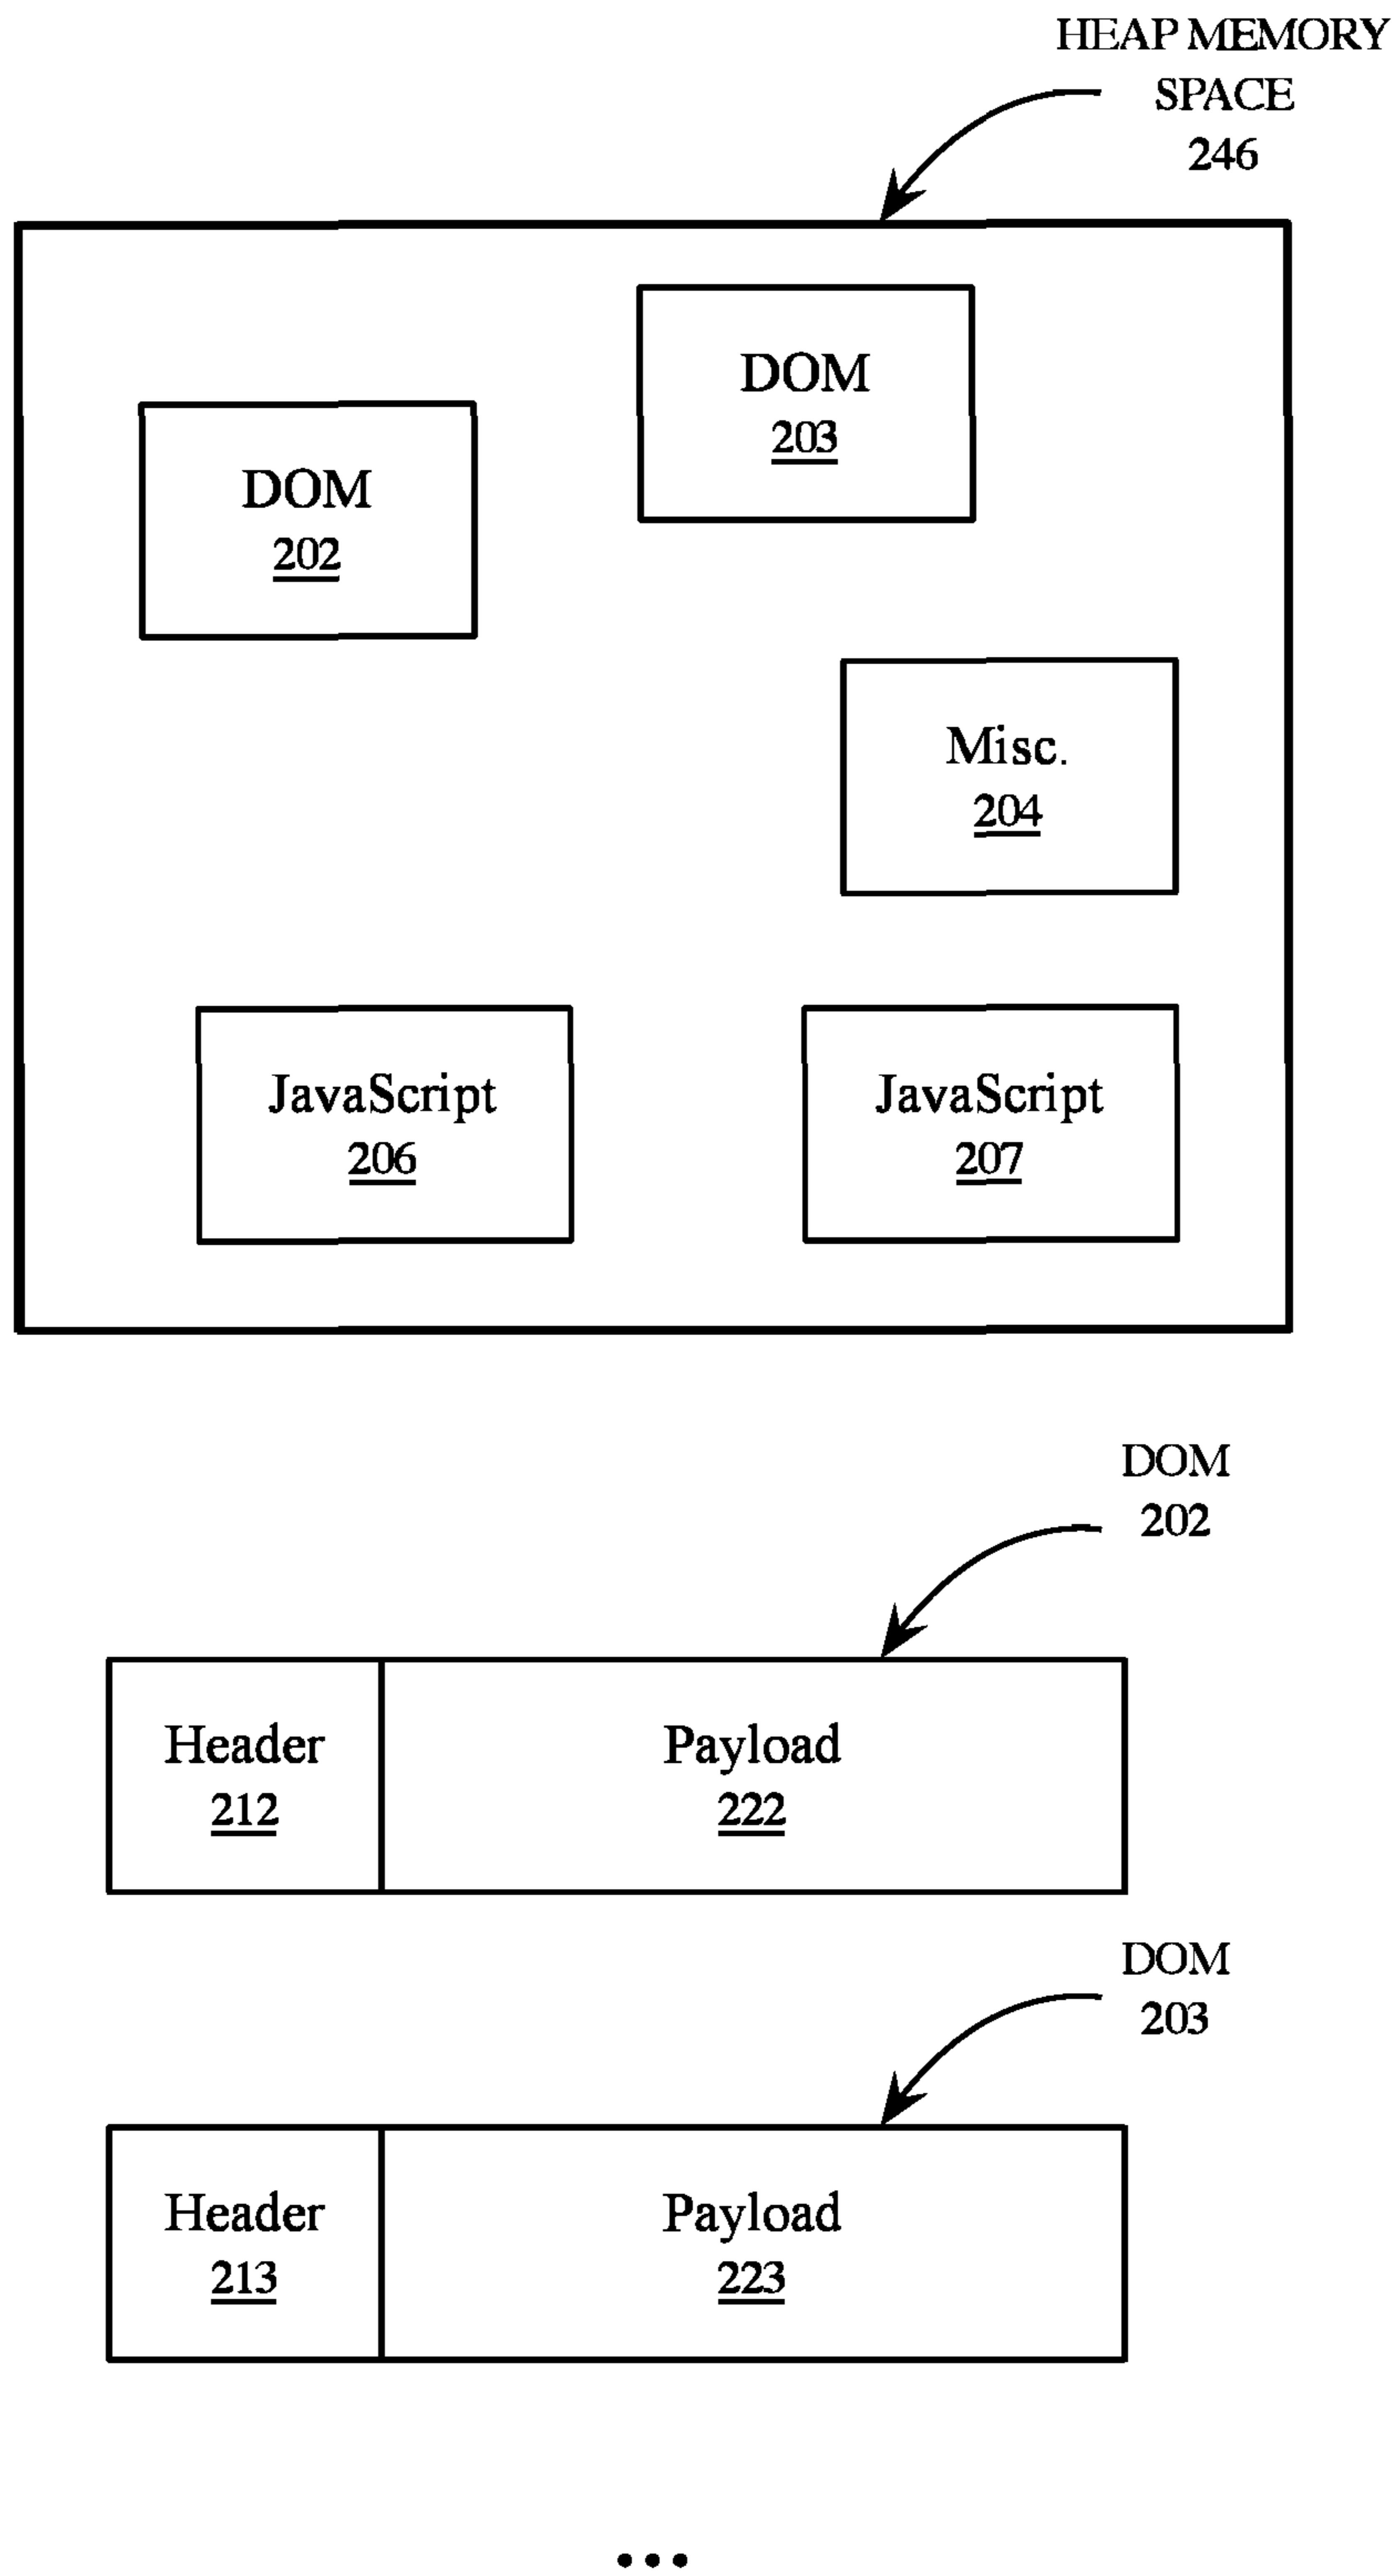 HEAP MEMORY
SPACE
246
DOM
203
DOM
202
Misc.
204
JavaScript
206
JavaScript
207
DOM
202
Header
212
Payload
222
DOM
203
Header
213
Payload
223
...